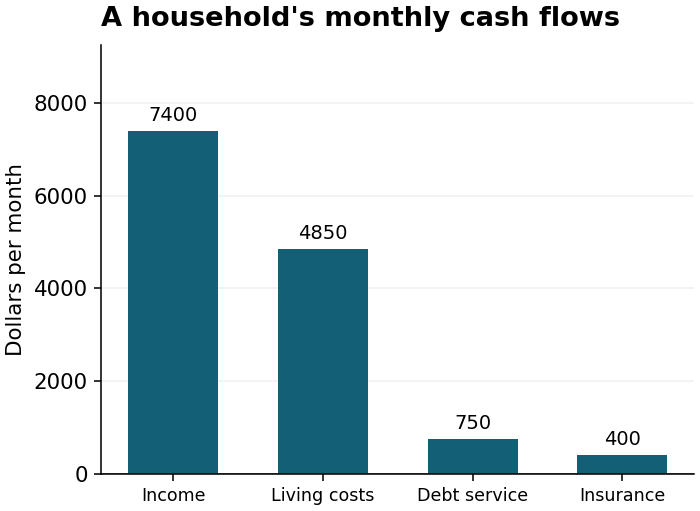 A household's monthly cash flows
Dollars per month
8000
6000
4000
2000
0
7400
4850
750
400
Income
Living costs
Debt service
Insurance